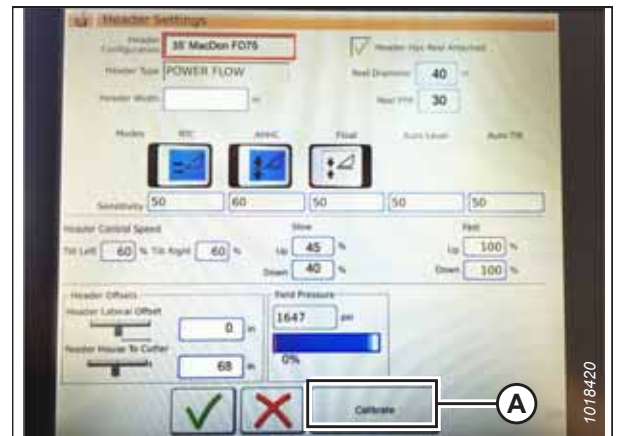 Header Settings
Header Configuration
35' MacDon FD75
Header Has Reel Attached
Header Type
POWER FLOW
Reel Diameter
40
in
Header Width
in
Reel PPR
30
Modes
RTC
AHHC
Float
Auto Level
Auto Tilt
Sensitivity
50
60
50
50
50
Header Control Speed
Slow
Fast
Tilt Left
60
%
Tilt Right
60
%
Up
45
%
Up
100
%
Down
40
%
Down
100
%
Header Offsets
Header Lateral Offset
0
in
Feeder House To Cutter
68
in
Field Pressure
1647
psi
0%
Calibrate
A
1018420